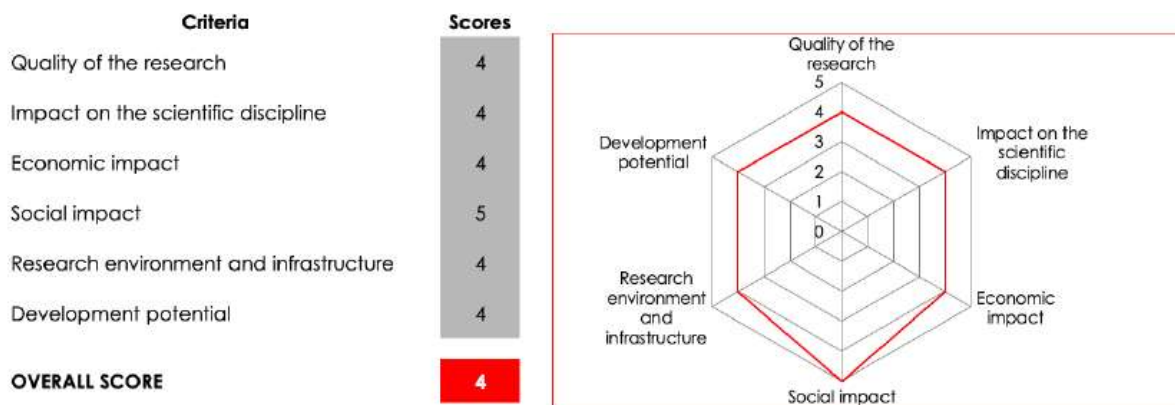 Criteria Scores
Quality of the research 4
Impact on the scientific discipline 4
Economic impact 4
Social impact 5
Research environment and infrastructure 4
Development potential 4
OVERALL SCORE 4
Quality of the
research
5
4
3
2
1
0
Impact on the
scientific
discipline
Economic
impact
Social impact
Research
environment
and
infrastructure
Development
potential